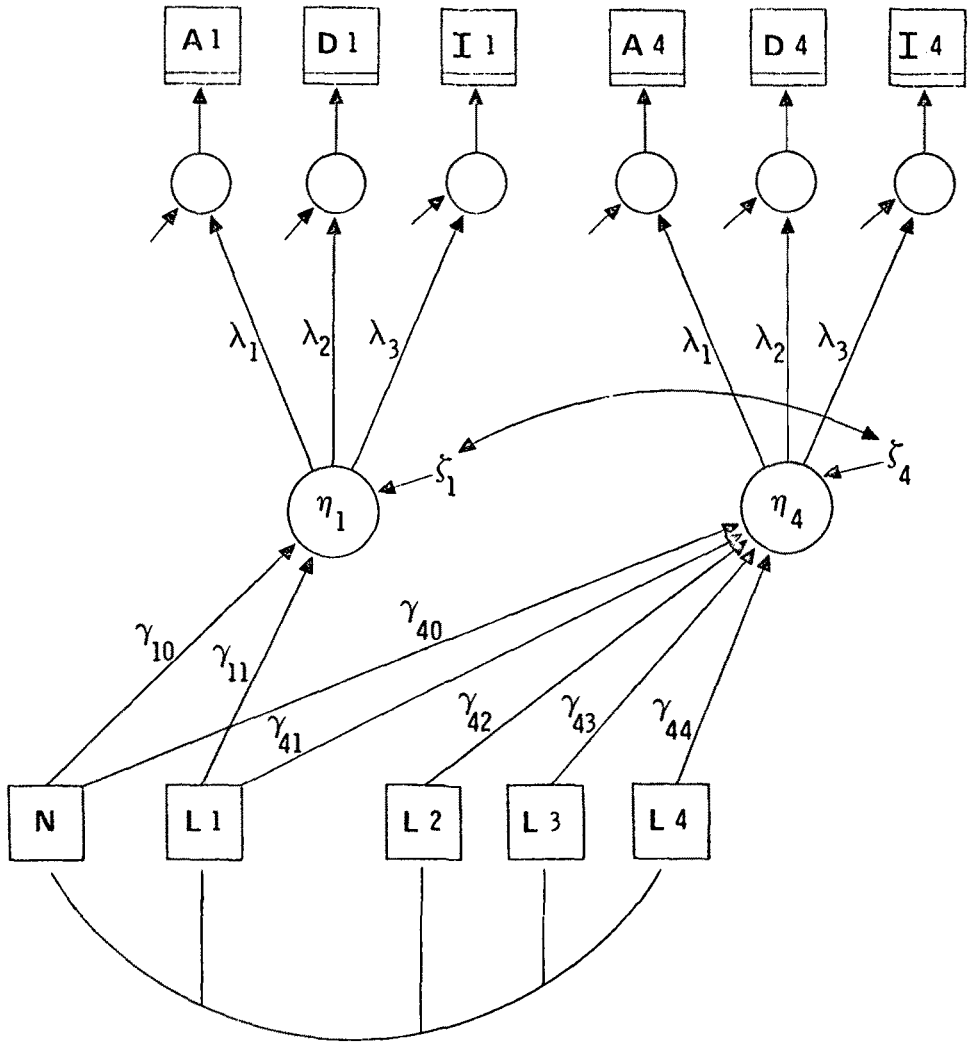 A1 D1 I1 A4 D4 I4
λ₁ λ₂ λ₃ λ₁ λ₂ λ₃
η₁ ζ₁ η₄ ζ₄
γ₁₀ γ₁₁ γ₄₀
γ₄₁ γ₄₂ γ₄₃ γ₄₄
N L1 L2 L3 L4